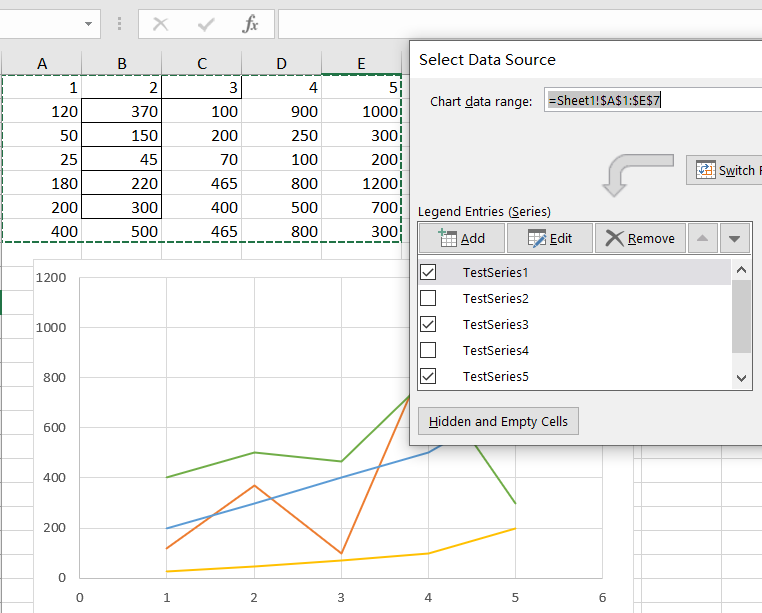 fx
A B C D E
1 2 3 4 5
120 370 100 900 1000
50 150 200 250 300
25 45 70 100 200
180 220 465 800 1200
200 300 400 500 700
400 500 465 800 300
Select Data Source
Chart data range: =Sheet1!$A$1:$E$7
Switch
Legend Entries (Series)
Add Edit Remove
TestSeries1
TestSeries2
TestSeries3
TestSeries4
TestSeries5
Hidden and Empty Cells
1200
1000
800
600
400
200
0
0 1 2 3 4 5 6